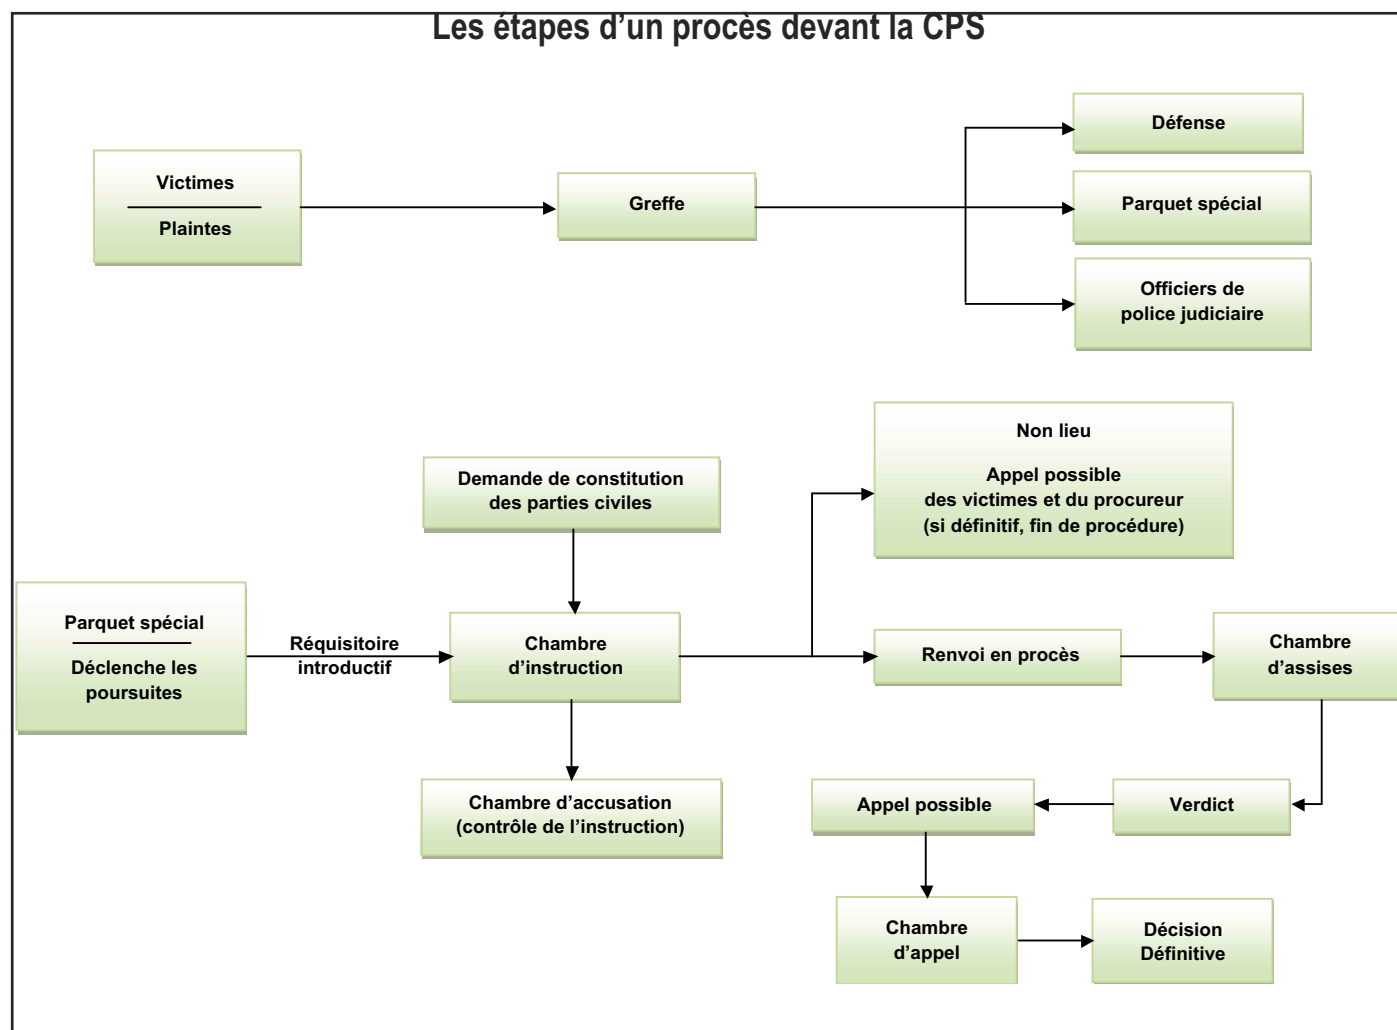 Les étapes d’un procès devant la CPS
Victimes
Plaintes
Greffe
Défense
Parquet spécial
Officiers de
police judiciaire
Non lieu
Appel possible
des victimes et du procureur
(si définitif, fin de procédure)
Demande de constitution
des parties civiles
Parquet spécial
Déclenche les
poursuites
Réquisitoire
introductif
Chambre
d’instruction
Renvoi en procès
Chambre
d’assises
Chambre d’accusation
(contrôle de l’instruction)
Appel possible
Verdict
Chambre
d’appel
Décision
Définitive